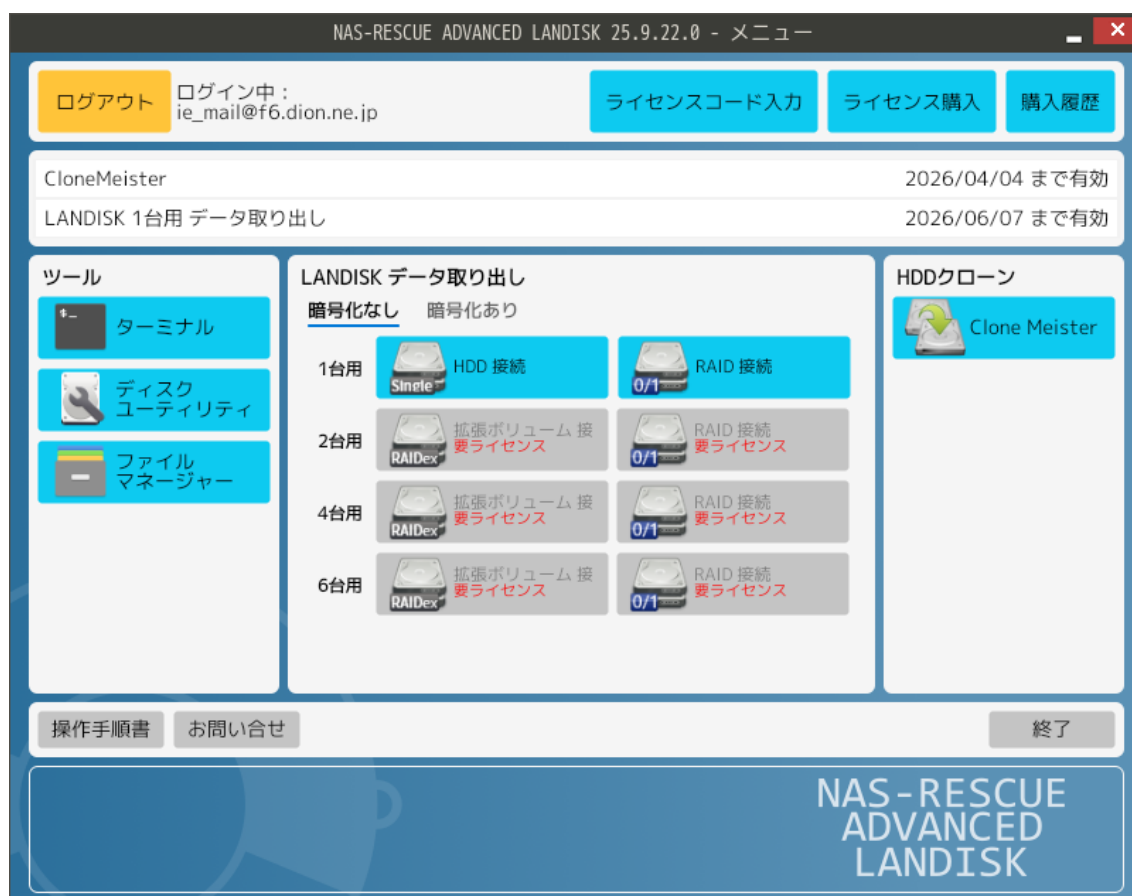 NAS-RESCUE ADVANCED LANDISK 25.9.22.0 - メニュー
ログアウト
ログイン中 :
ie_mail@f6.dion.ne.jp
ライセンスコード入力
ライセンス購入
購入履歴
CloneMeister
2026/04/04 まで有効
LANDISK 1台用 データ取り出し
2026/06/07 まで有効
ツール
$_
ターミナル
ディスク
ユーティリティ
ファイル
マネージャー
LANDISK データ取り出し
暗号化なし
暗号化あり
1台用
Single
HDD 接続
0/1
RAID 接続
2台用
RAIDex
拡張ボリューム 接
要ライセンス
0/1
RAID 接続
要ライセンス
4台用
RAIDex
拡張ボリューム 接
要ライセンス
0/1
RAID 接続
要ライセンス
6台用
RAIDex
拡張ボリューム 接
要ライセンス
0/1
RAID 接続
要ライセンス
HDDクローン
Clone Meister
操作手順書
お問い合せ
終了
NAS-RESCUE
ADVANCED
LANDISK